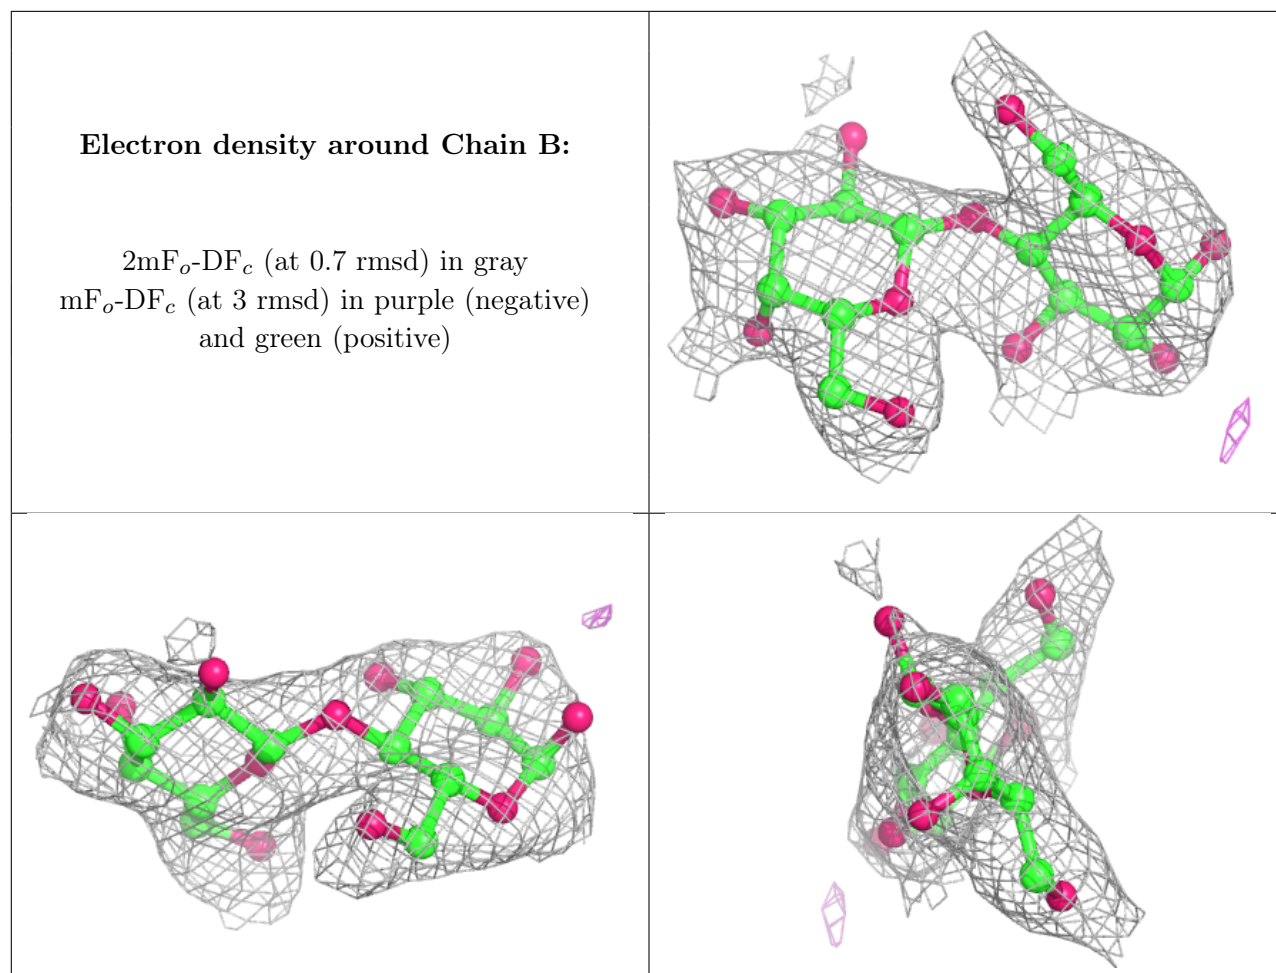 Electron density around Chain B:
2mFo-DFc (at 0.7 rmsd) in gray
mFo-DFc (at 3 rmsd) in purple (negative)
and green (positive)